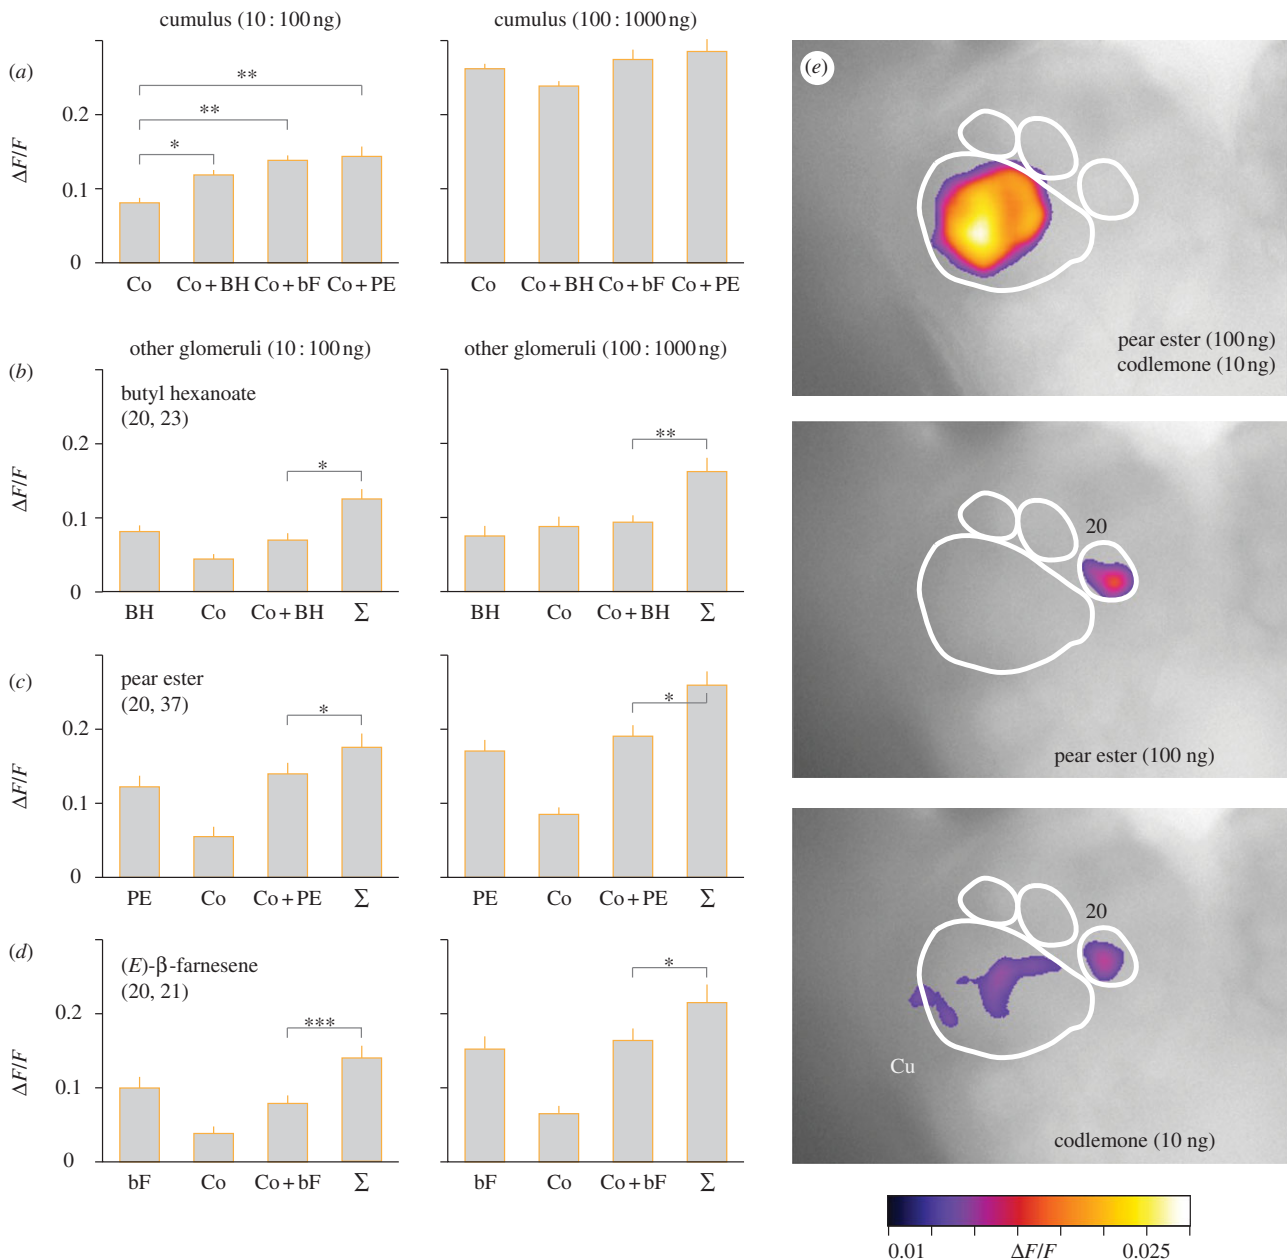 cumulus (10 : 100 ng)
cumulus (100 : 1000 ng)
(a)
ΔF/F
0.2
0.1
0
*
**
**
Co Co + BH Co + bF Co + PE
Co Co + BH Co + bF Co + PE
other glomeruli (10 : 100 ng)
other glomeruli (100 : 1000 ng)
(b)
butyl hexanoate
(20, 23)
ΔF/F
0.2
0.1
0
*
**
BH Co Co + BH Σ
BH Co Co + BH Σ
(c)
pear ester
(20, 37)
ΔF/F
0.2
0.1
0
*
*
PE Co Co + PE Σ
PE Co Co + PE Σ
(d)
(E)-β-farnesene
(20, 21)
ΔF/F
0.2
0.1
0
***
*
bF Co Co + bF Σ
bF Co Co + bF Σ
(e)
pear ester (100 ng)
codlemone (10 ng)
20
pear ester (100 ng)
20
Cu
codlemone (10 ng)
0.01 ΔF/F 0.025